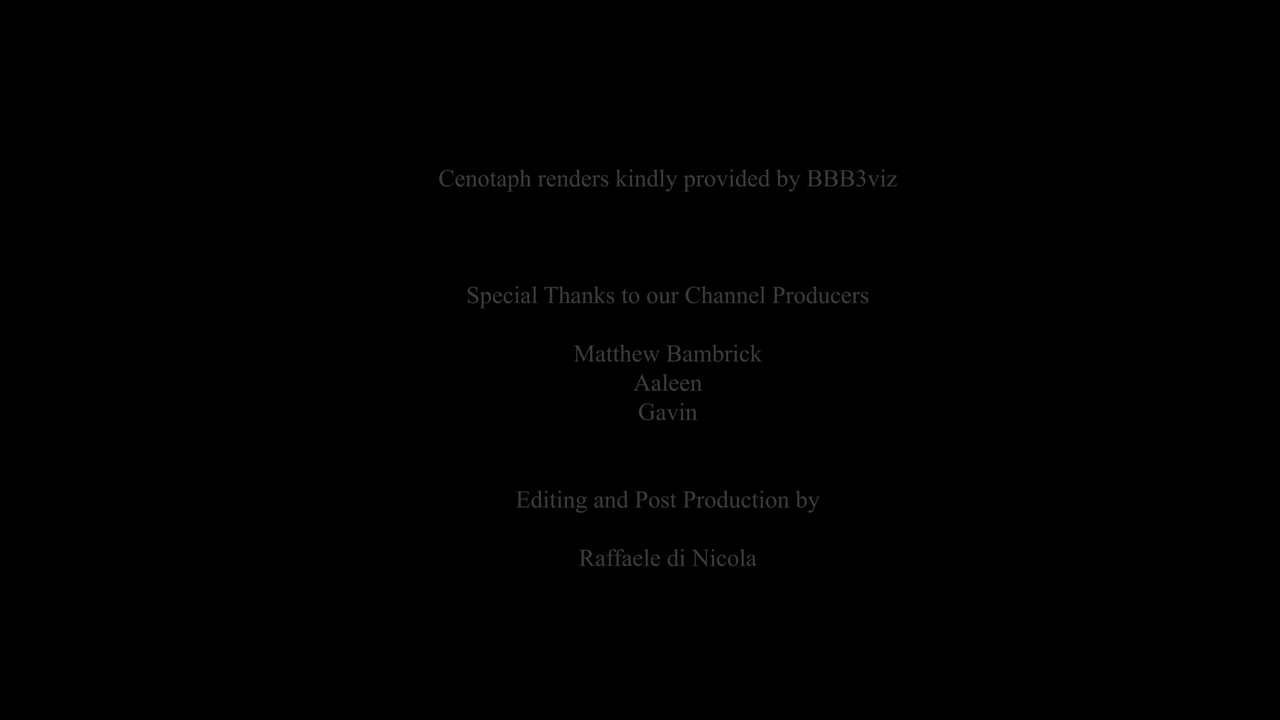 Cenotaph renders kindly provided by BBB3viz
Special Thanks to our Channel Producers
Matthew Bambrick
Aaleen
Gavin
Editing and Post Production by
Raffaele di Nicola